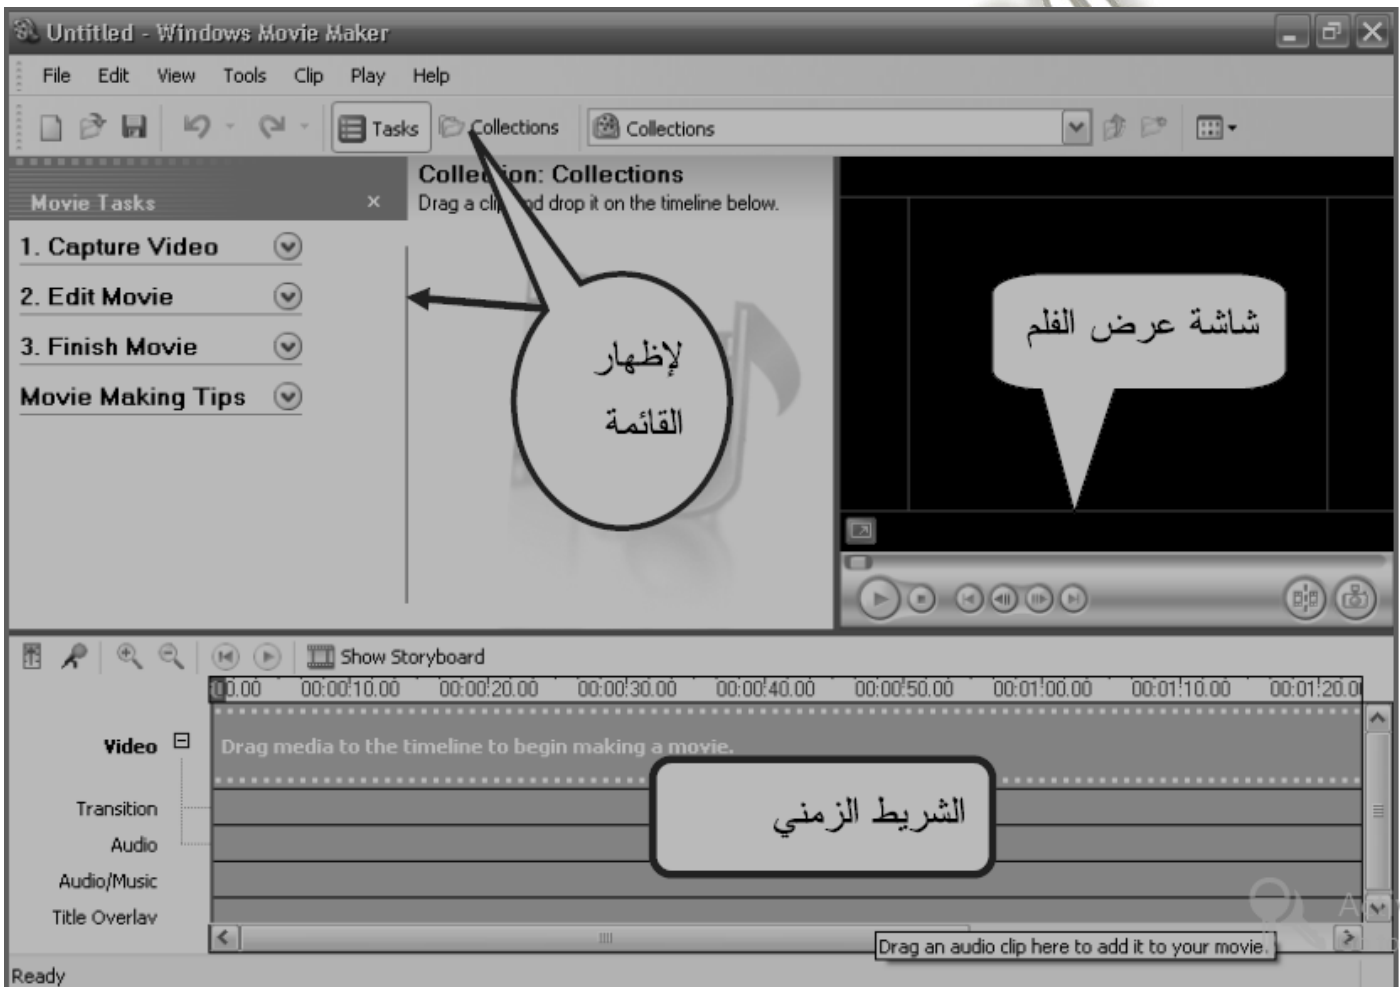 Untitled - Windows Movie Maker
File Edit View Tools Clip Play Help
Tasks Collections Collections
Movie Tasks
Collection: Collections
Drag a clip and drop it on the timeline below.
1. Capture Video
2. Edit Movie
3. Finish Movie
Movie Making Tips
لإظهار
القائمة
شاشة عرض الفلم
Show Storyboard
00.00 00:00:10.00 00:00:20.00 00:00:30.00 00:00:40.00 00:00:50.00 00:01:00.00 00:01:10.00 00:01:20.0
Video
Drag media to the timeline to begin making a movie.
الشريط الزمني
Transition
Audio
Audio/Music
Title Overlay
Drag an audio clip here to add it to your movie.
Ready